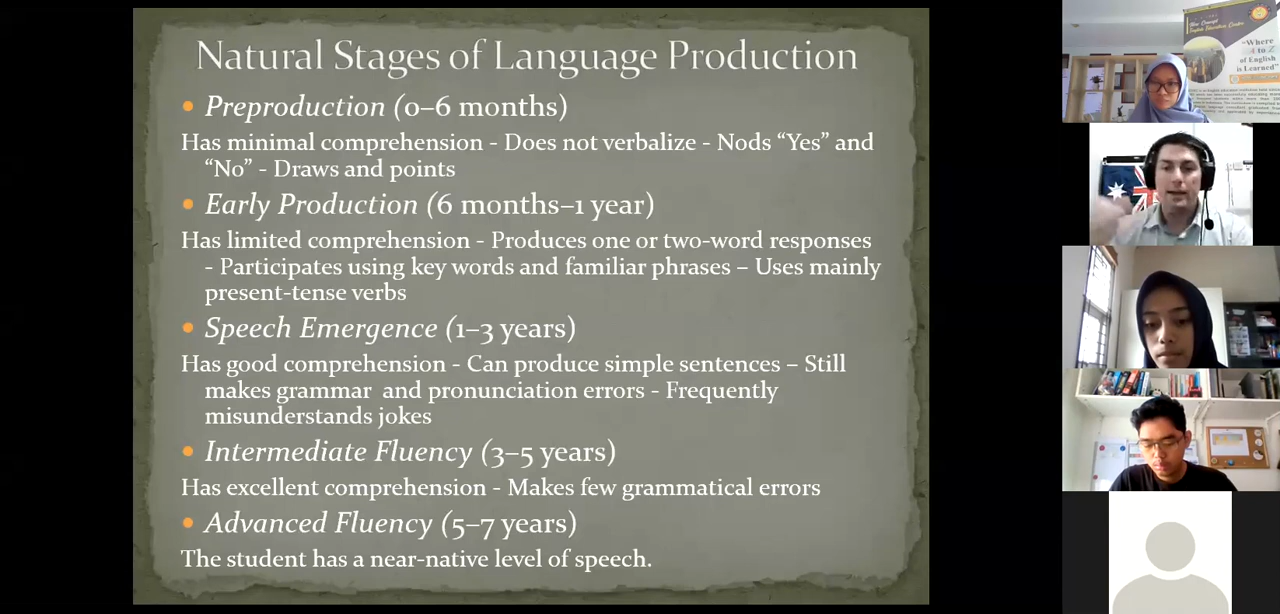 Natural Stages of Language Production
• Preproduction (0–6 months)
Has minimal comprehension - Does not verbalize - Nods “Yes” and
“No” - Draws and points
• Early Production (6 months–1 year)
Has limited comprehension - Produces one or two-word responses
- Participates using key words and familiar phrases – Uses mainly
present-tense verbs
• Speech Emergence (1–3 years)
Has good comprehension - Can produce simple sentences – Still
makes grammar  and pronunciation errors - Frequently
misunderstands jokes
• Intermediate Fluency (3–5 years)
Has excellent comprehension - Makes few grammatical errors
• Advanced Fluency (5–7 years)
The student has a near-native level of speech.
“Where
A to Z
of English
is Learned”